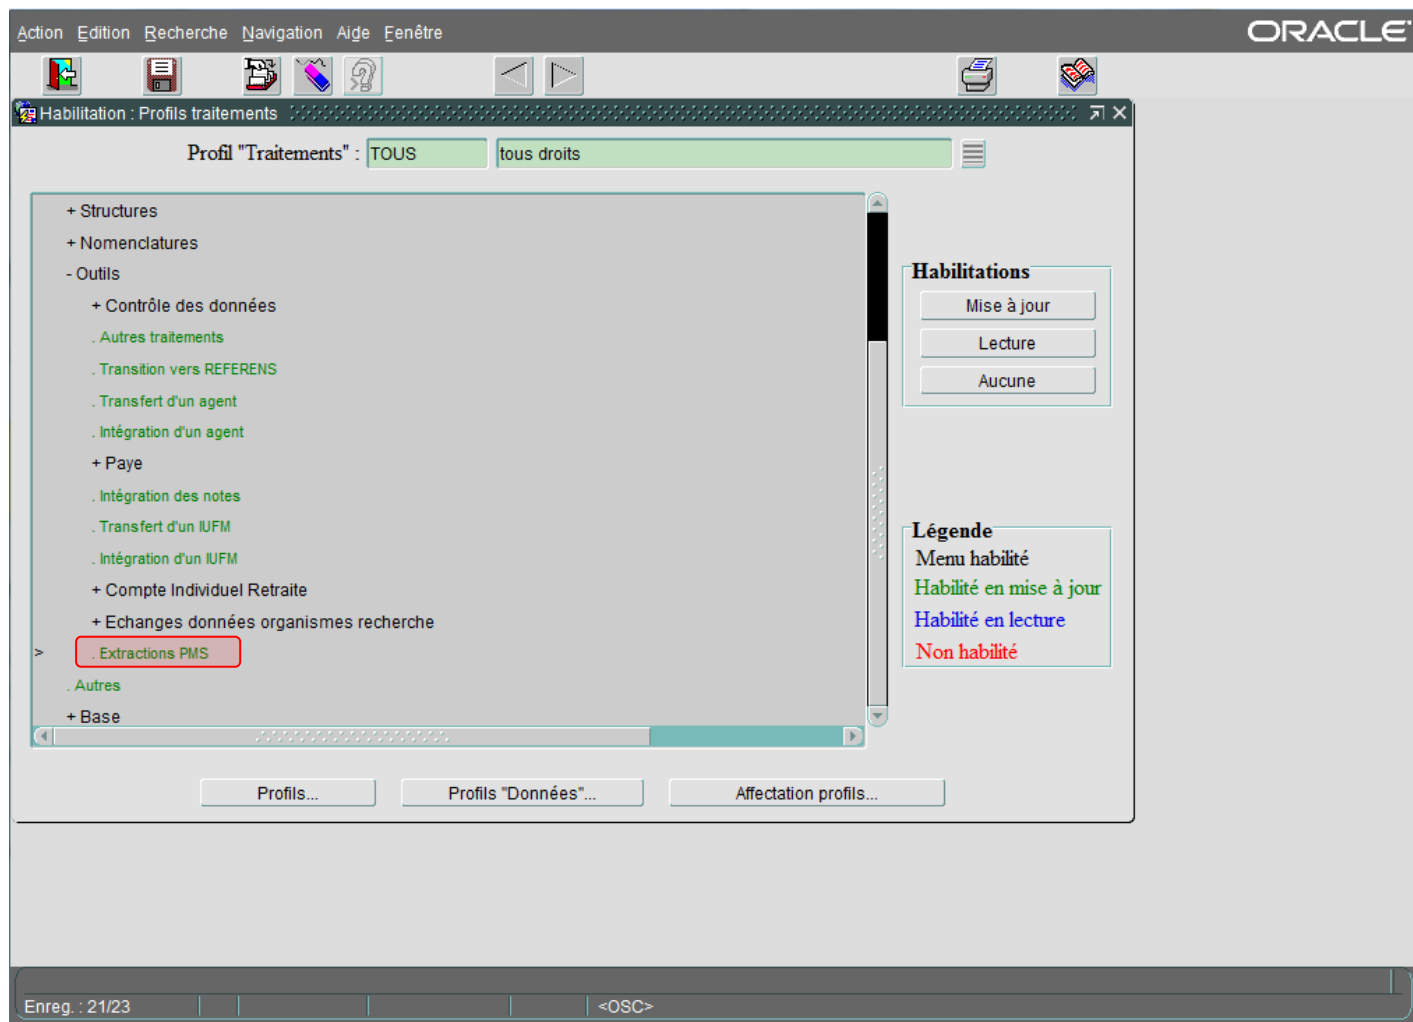 Action Edition Recherche Navigation Aide Fenêtre ORACLE
Habilitation : Profils traitements
Profil "Traitements" : TOUS tous droits
+ Structures
+ Nomenclatures
- Outils
+ Contrôle des données
. Autres traitements
. Transition vers REFERENS
. Transfert d'un agent
. Intégration d'un agent
+ Paye
. Intégration des notes
. Transfert d'un IUFM
. Intégration d'un IUFM
+ Compte Individuel Retraite
+ Echanges données organismes recherche
> . Extractions PMS
. Autres
+ Base
Habilitations
Mise à jour
Lecture
Aucune
Légende
Menu habilité
Habilité en mise à jour
Habilité en lecture
Non habilité
Profils... Profils "Données"... Affectation profils...
Enreg. : 21/23 <OSC>